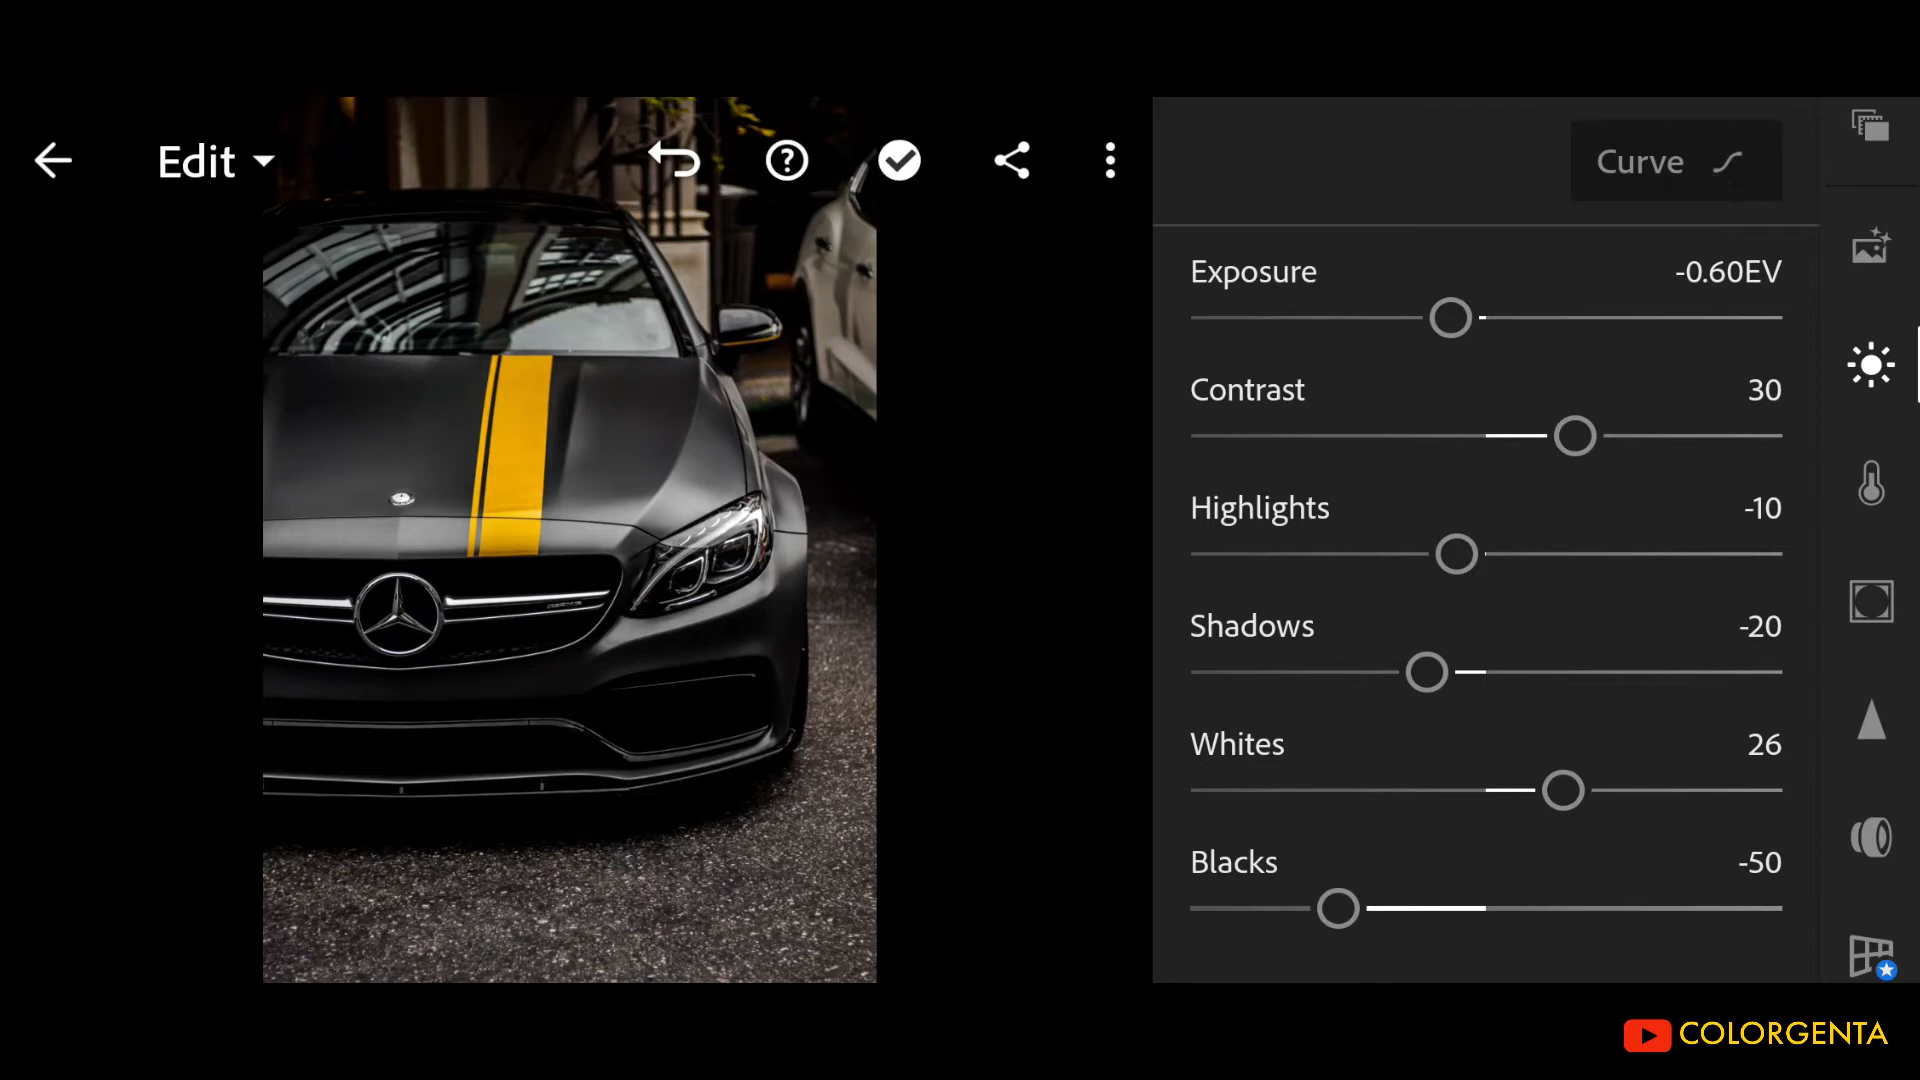 Edit
Curve
Exposure -0.60EV
Contrast 30
Highlights -10
Shadows -20
Whites 26
Blacks -50
COLORGENTA